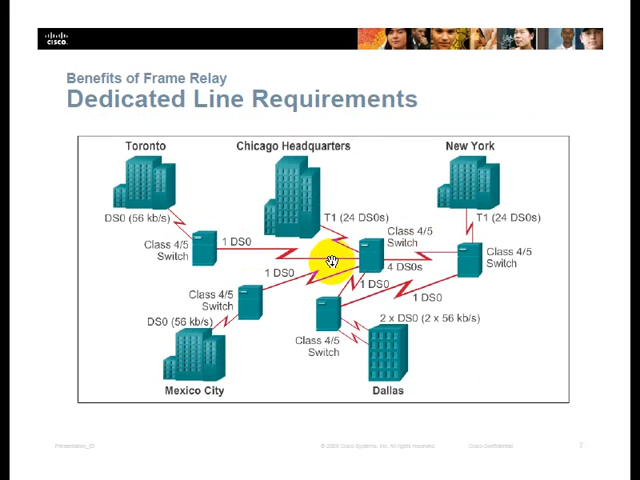 CISCO
Benefits of Frame Relay
Dedicated Line Requirements
Toronto
Chicago Headquarters
New York
DS0 (56 kb/s)
T1 (24 DS0s)
T1 (24 DS0s)
Class 4/5
Switch
1 DS0
Class 4/5
Switch
Class 4/5
Switch
1 DS0
4 DS0s
1 DS0
1 DS0
Class 4/5
Switch
DS0 (56 kb/s)
2 x DS0 (2 x 56 kb/s)
Class 4/5
Switch
Mexico City
Dallas
Presentation_ID
© 2008 Cisco Systems, Inc. All rights reserved.
Cisco Confidential
7